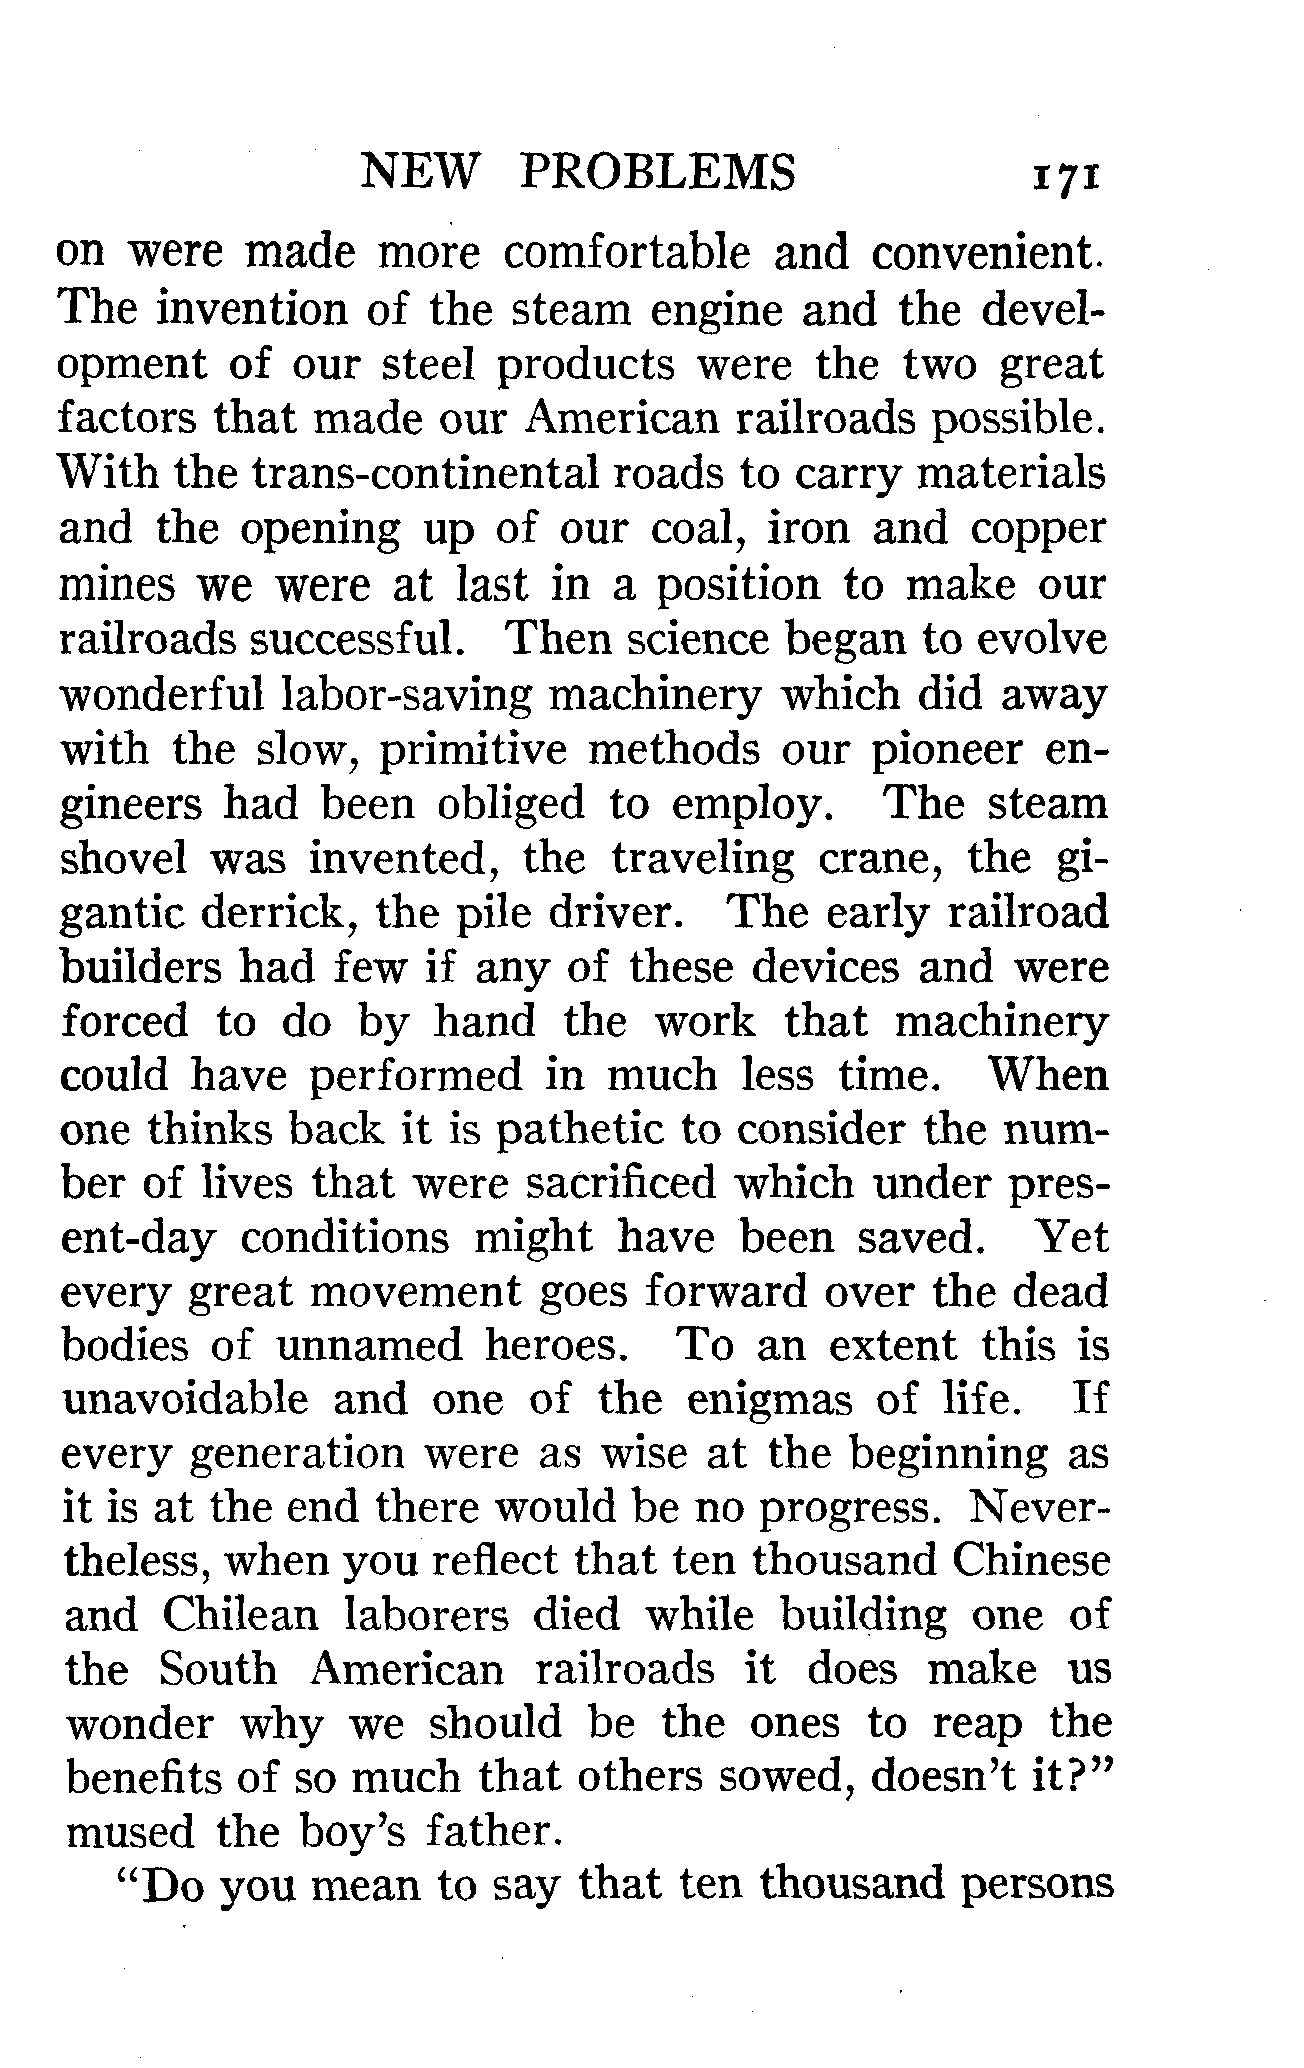 NEW PROBLEMS 171
on were made more comfortable and convenient.
The invention of the steam engine and the devel-
opment of our steel products were the two great
factors that made our American railroads possible.
With the trans-continental roads to carry materials
and the opening up of our coal, iron and copper
mines we were at last in a position to make our
railroads successful. Then science began to evolve
wonderful labor-saving machinery which did away
with the slow, primitive methods our pioneer en-
gineers had been obliged to employ. The steam
shovel was invented, the traveling crane, the gi-
gantic derrick, the pile driver. The early railroad
builders had few if any of these devices and were
forced to do by hand the work that machinery
could have performed in much less time. When
one thinks back it is pathetic to consider the num-
ber of lives that were sacrificed which under pres-
ent-day conditions might have been saved. Yet
every great movement goes forward over the dead
bodies of unnamed heroes. To an extent this is
unavoidable and one of the enigmas of life. If
every generation were as wise at the beginning as
it is at the end there would be no progress. Never-
theless, when you reflect that ten thousand Chinese
and Chilean laborers died while building one of
the South American railroads it does make us
wonder why we should be the ones to reap the
benefits of so much that others sowed, doesn't it?"
mused the boy's father.
"Do you mean to say that ten thousand persons